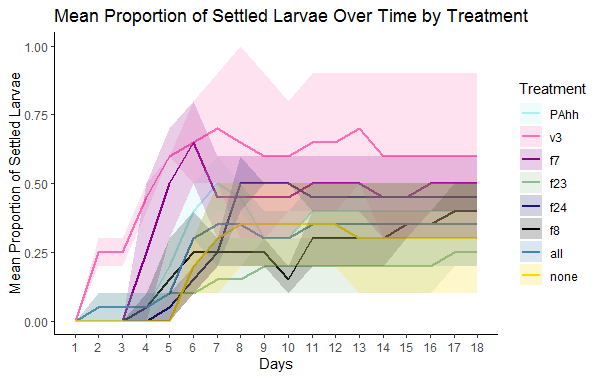 Mean Proportion of Settled Larvae Over Time by Treatment
Mean Proportion of Settled Larvae
1.00
0.75
0.50
0.25
0.00
1 2 3 4 5 6 7 8 9 10 11 12 13 14 15 16 17 18
Days
Treatment
PAhh
v3
f7
f23
f24
f8
all
none